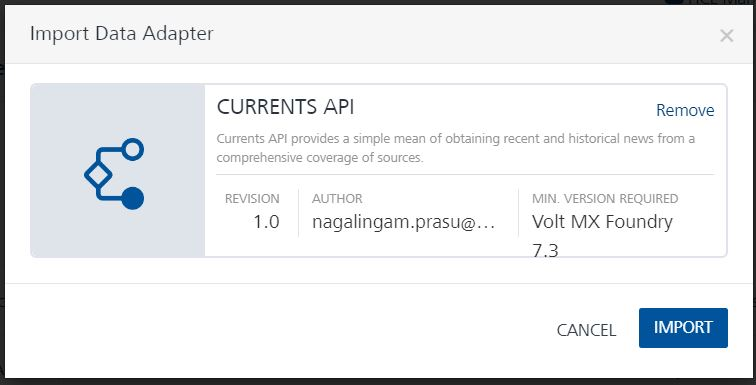 Import Data Adapter
×
CURRENTS API
Remove
Currents API provides a simple mean of obtaining recent and historical news from a
comprehensive coverage of sources.
REVISION
1.0
AUTHOR
nagalingam.prasu@...
MIN. VERSION REQUIRED
Volt MX Foundry
7.3
CANCEL
IMPORT